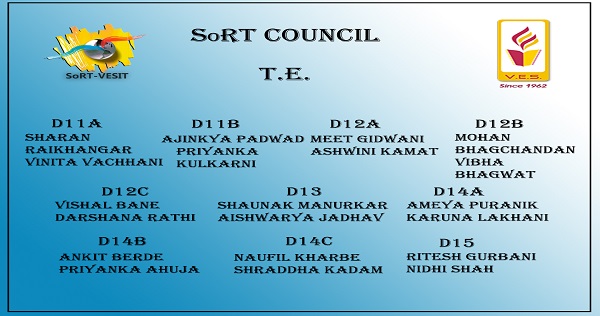 SoRT COUNCIL
T.E.
SoRT-VESIT
V.E.S.
Since 1962
D11A
SHARAN
RAIKHANGAR
VINITA VACHHANI
D11B
AJINKYA PADWAD
PRIYANKA
KULKARNI
D12A
MEET GIDWANI
ASHWINI KAMAT
D12B
MOHAN
BHAGCHANDAN
VIBHA
BHAGWAT
D12C
VISHAL BANE
DARSHANA RATHI
D13
SHAUNAK MANURKAR
AISHWARYA JADHAV
D14A
AMEYA PURANIK
KARUNA LAKHANI
D14B
ANKIT BERDE
PRIYANKA AHUJA
D14C
NAUFIL KHARBE
SHRADDHA KADAM
D15
RITESH GURBANI
NIDHI SHAH